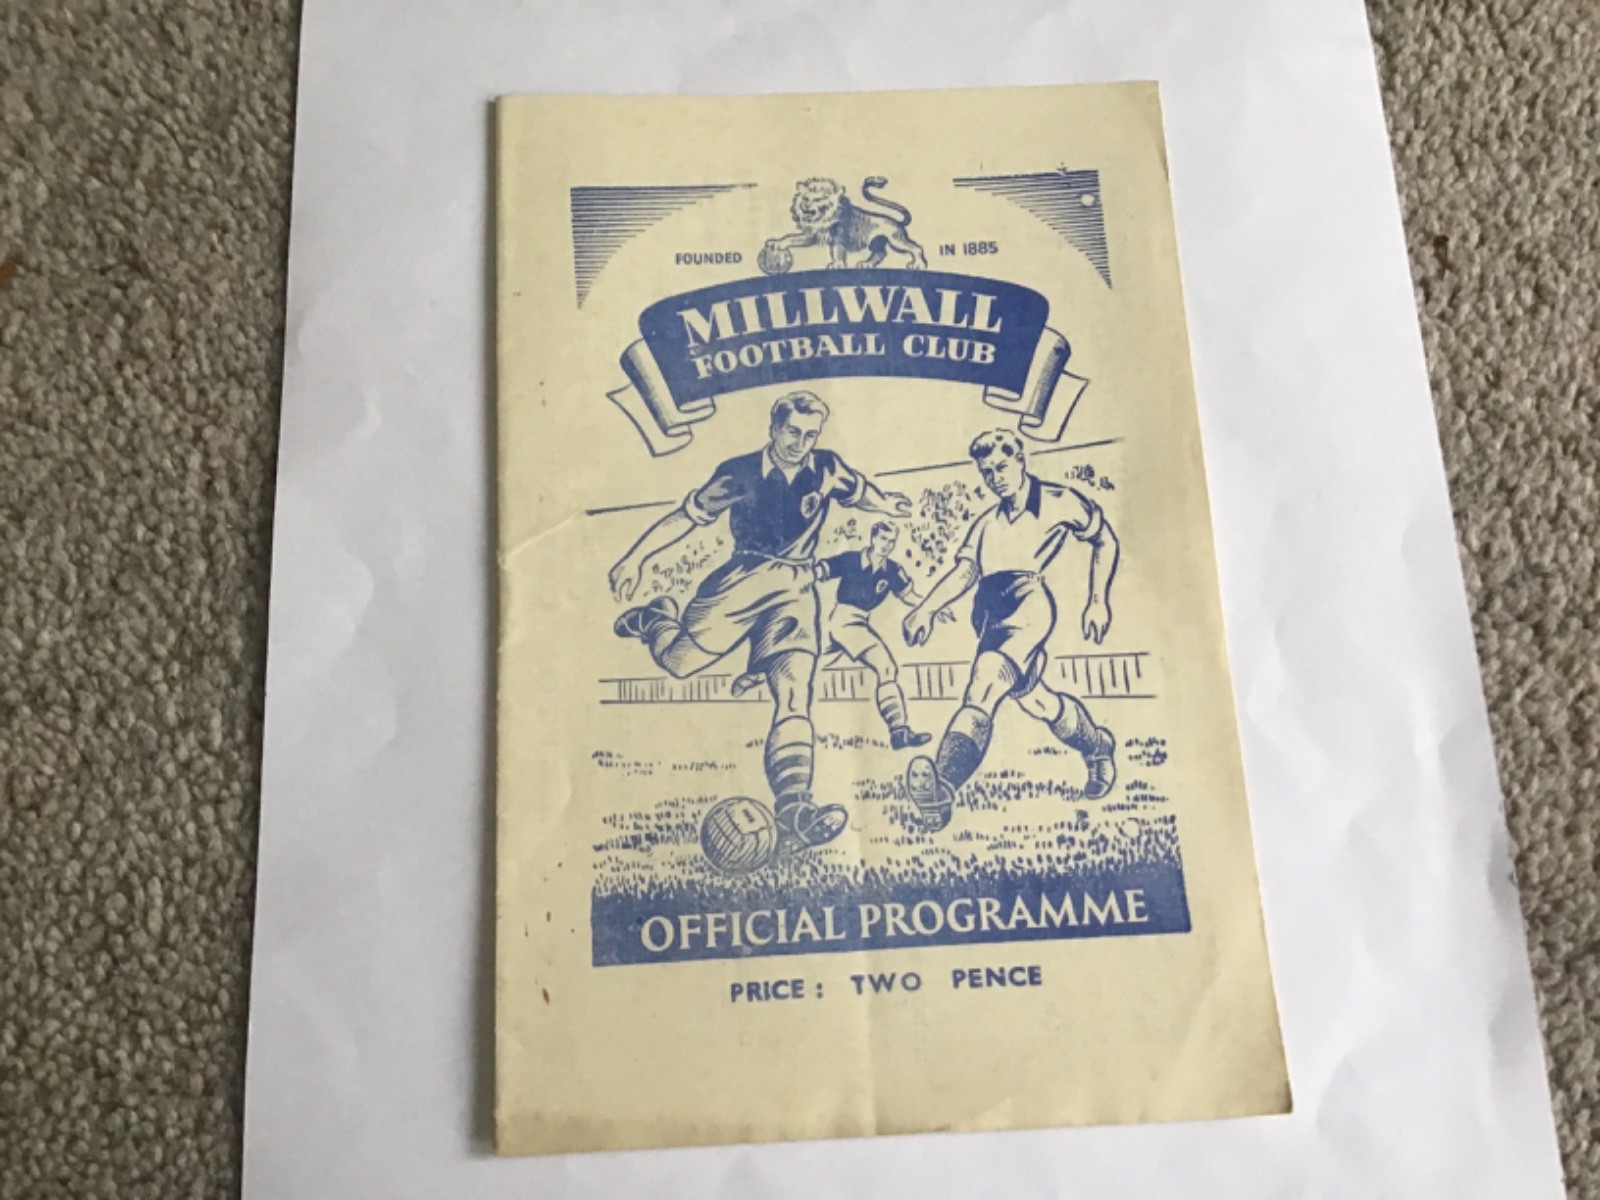 FOUNDED IN 1885
MILLWALL
FOOTBALL CLUB
OFFICIAL PROGRAMME
PRICE: TWO PENCE